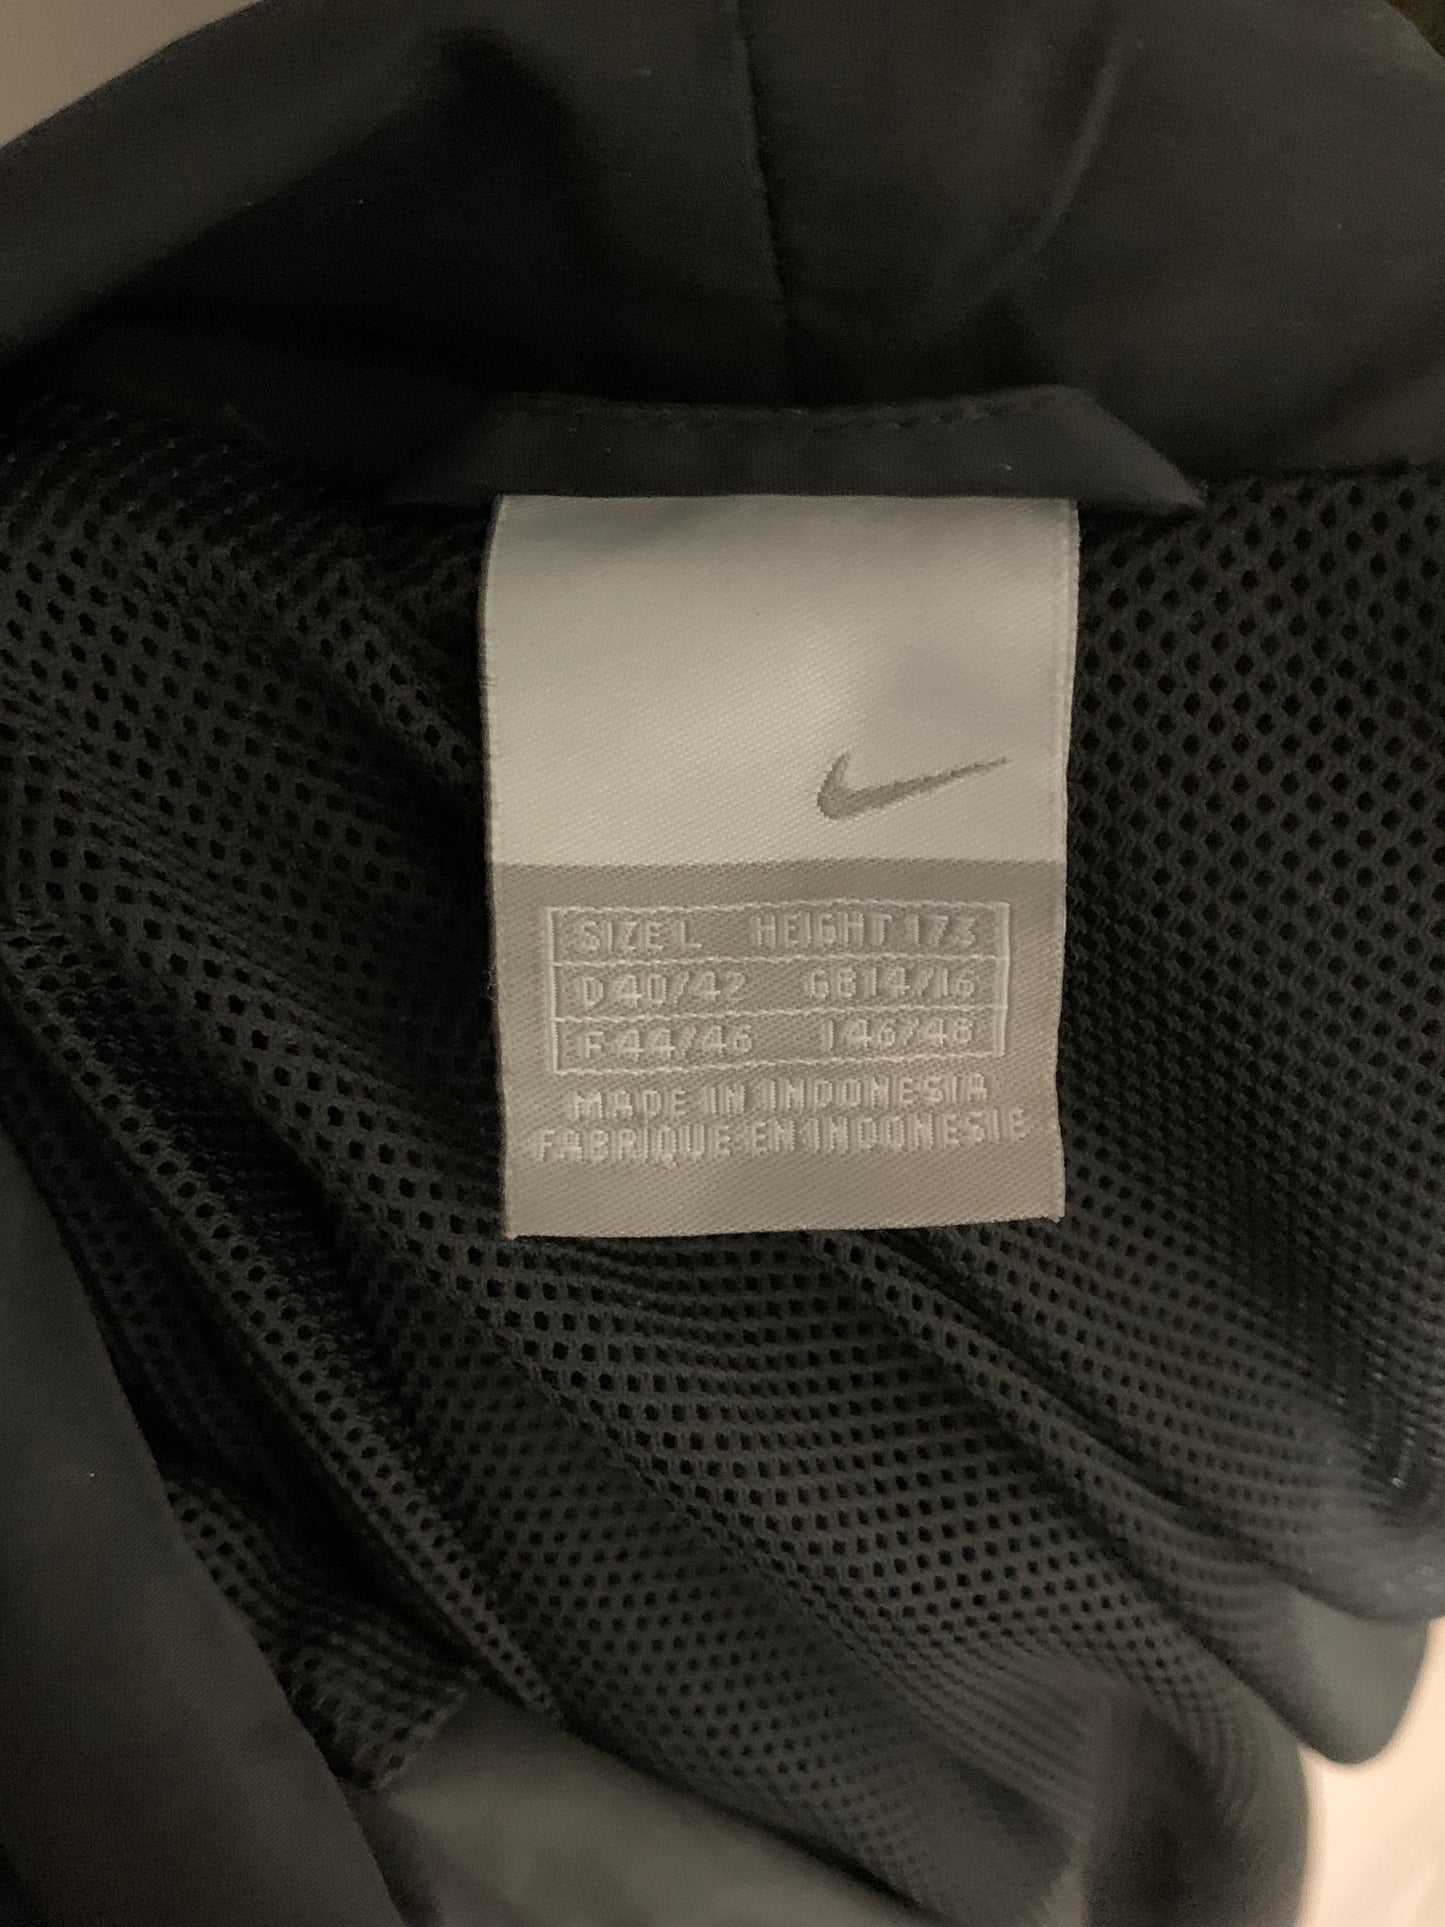 SIZE L HEIGHT 173
D 40/42 GB 14/16
F 44/46 I 46/48
MADE IN INDONESIA
FABRIQUE EN INDONESIE